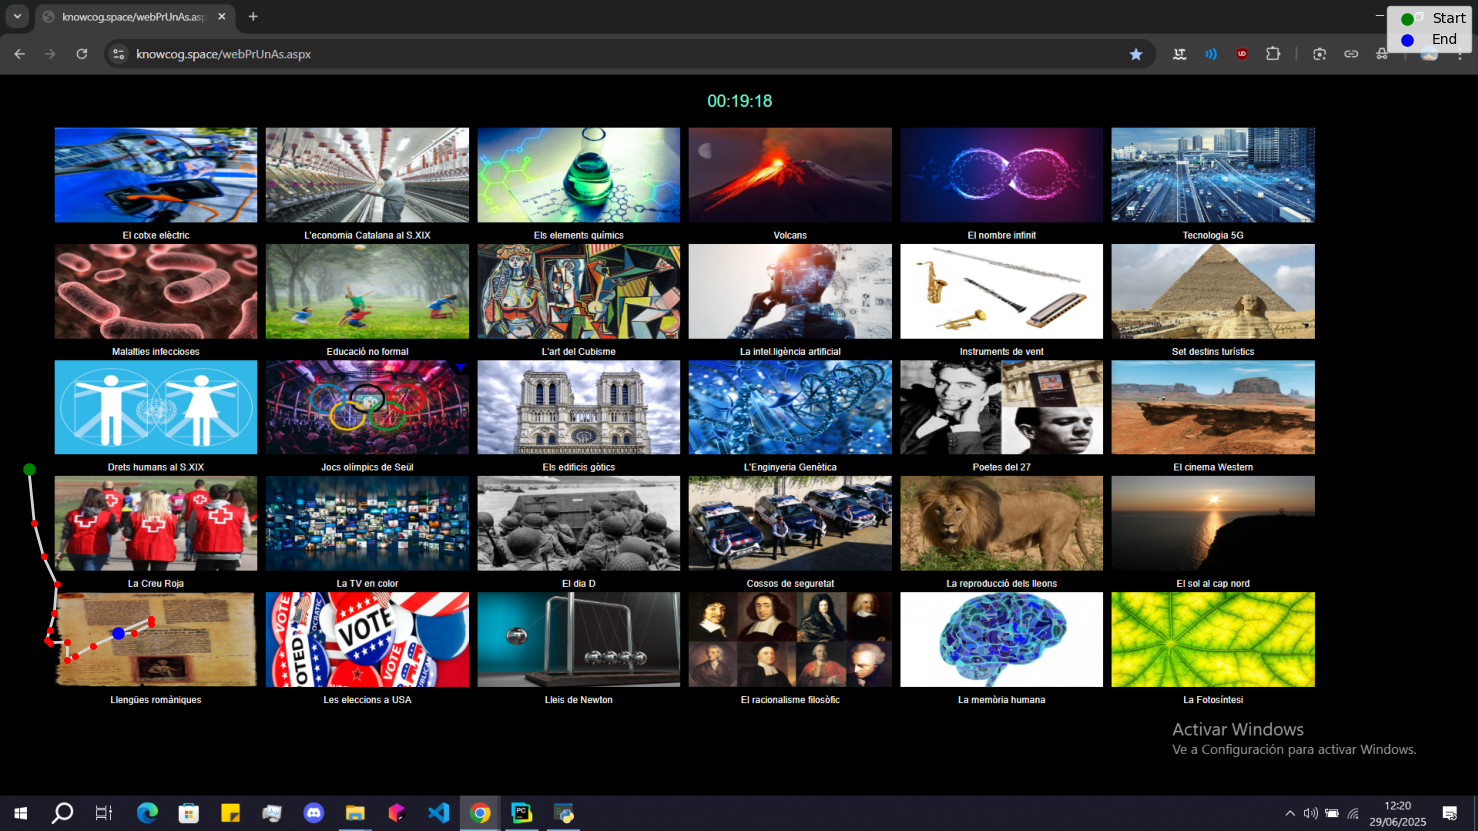 knowcog.space/webPrUnAs.asp
Start
End
knowcog.space/webPrUnAs.aspx
00:19:18
El cotxe elèctric
L'economia Catalana al S.XIX
Els elements químics
Volcans
El nombre infinit
Tecnologia 5G
Malalties infeccioses
Educació no formal
L'art del Cubisme
La intel.ligència artificial
Instruments de vent
Set destins turístics
Drets humans al S.XIX
Jocs olímpics de Seül
Els edificis gòtics
L'Enginyeria Genètica
Poetes del 27
El cinema Western
La Creu Roja
La TV en color
El dia D
Cossos de seguretat
La reproducció dels lleons
El sol al cap nord
VOTE
VOTED
VOTE
Llengües romàniques
Les eleccions a USA
Lleis de Newton
El racionalisme filosòfic
La memòria humana
La Fotosíntesi
Activar Windows
Ve a Configuración para activar Windows.
12:20
29/06/2025